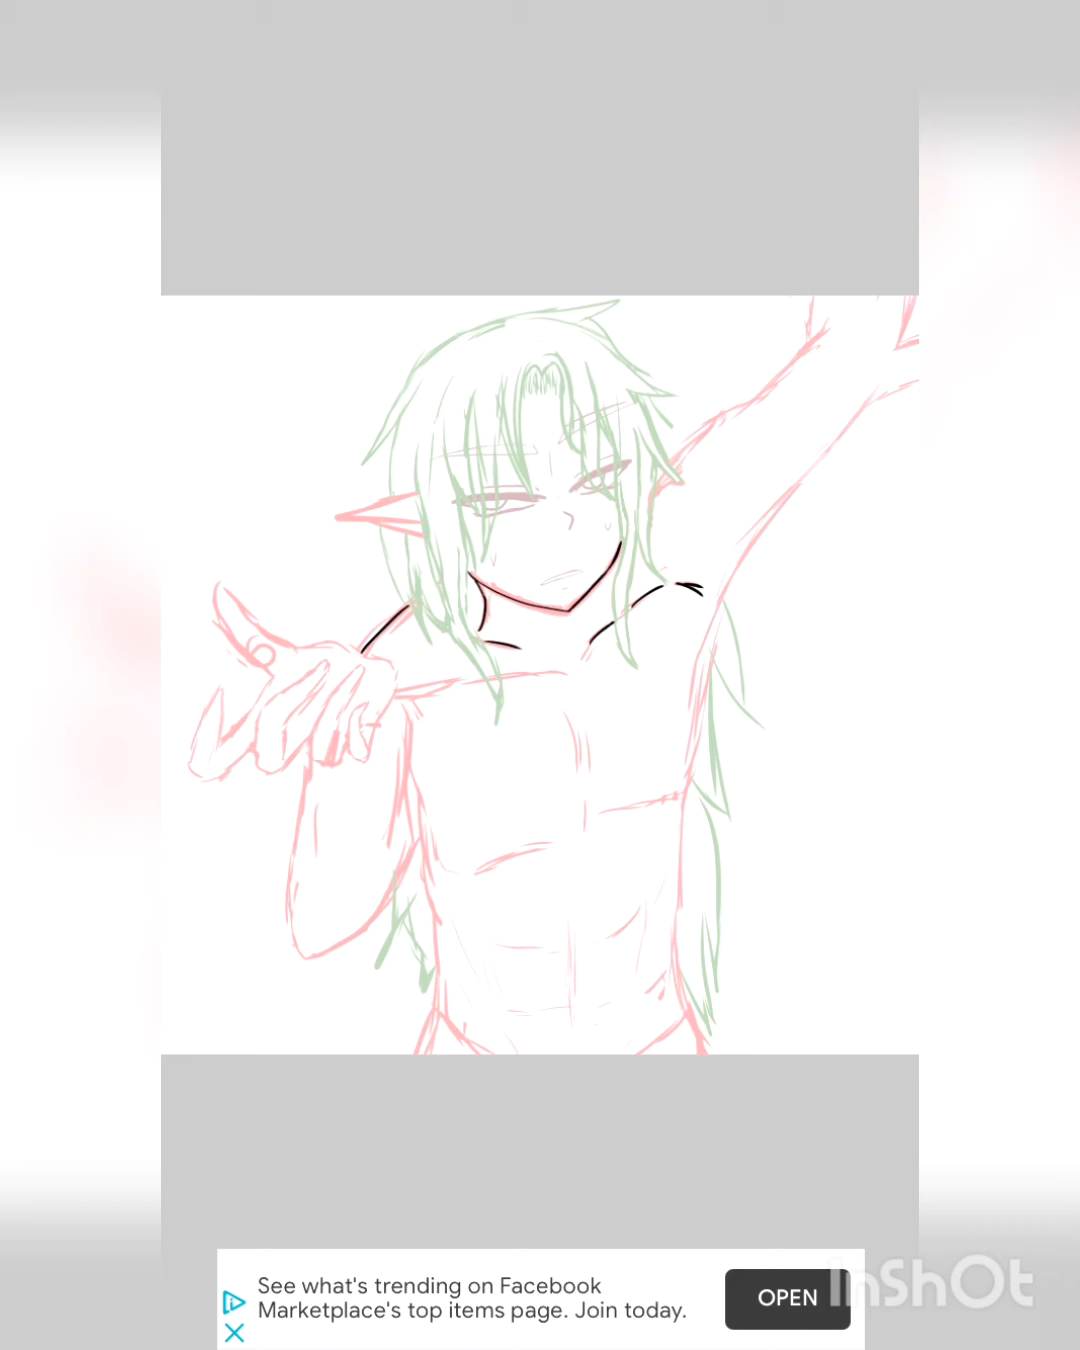 See what's trending on Facebook
Marketplace's top items page. Join today.
OPEN
InShOt